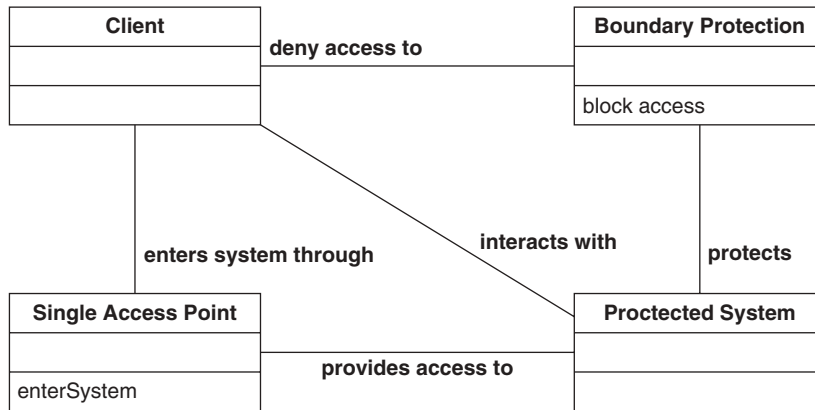 Client
Boundary Protection
deny access to
block access
enters system through
interacts with
protects
Single Access Point
Proctected System
provides access to
enterSystem